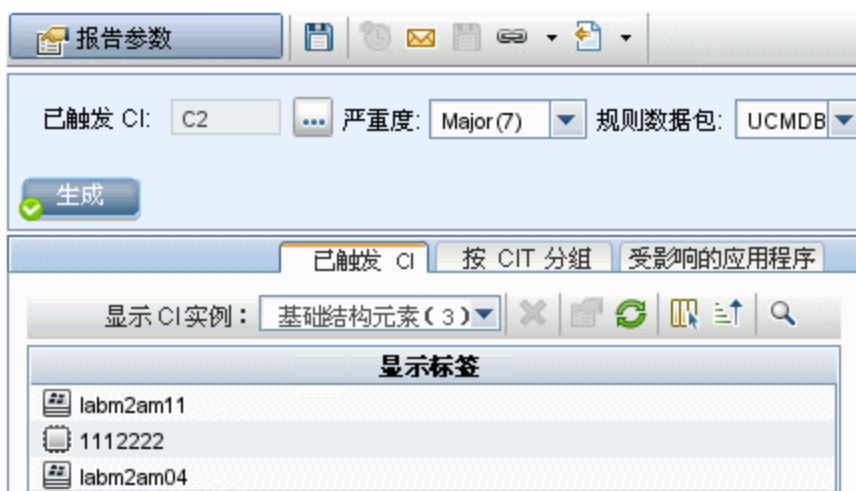 报告参数
已触发 CI: C2 ... 严重度: Major(7) 规则数据包: UCMDB
生成
已触发 CI 按 CIT 分组 受影响的应用程序
显示 CI 实例： 基础结构元素(3)
显示标签
labm2am11
1112222
labm2am04